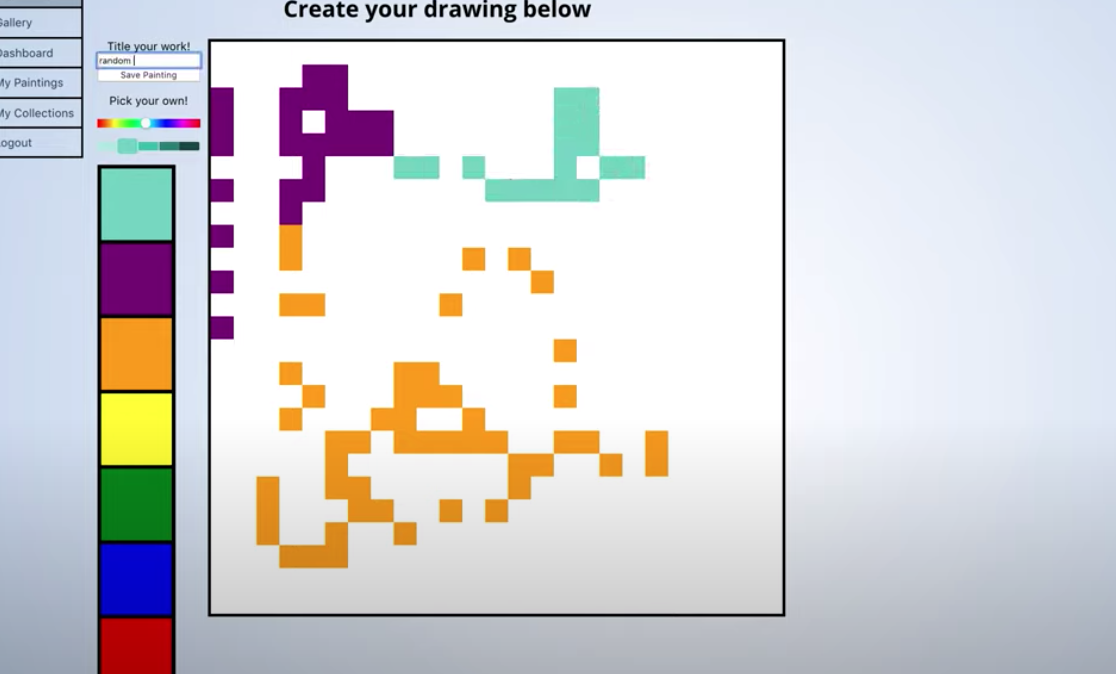 Create your drawing below
Gallery
Dashboard
My Paintings
My Collections
Logout
Title your work!
random
Save Painting
Pick your own!